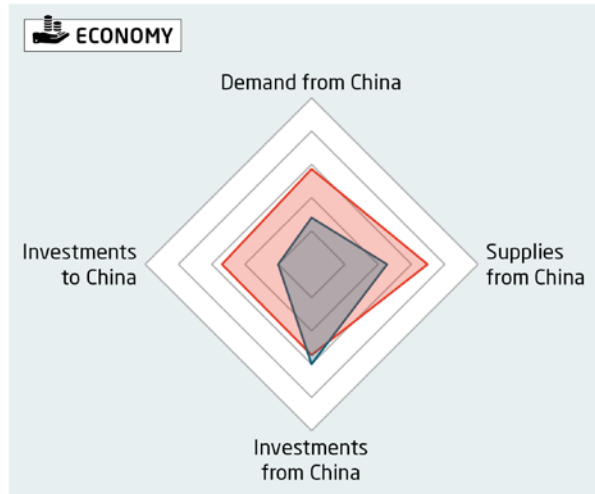 ECONOMY
Demand from China
Investments
to China
Supplies
from China
Investments
from China